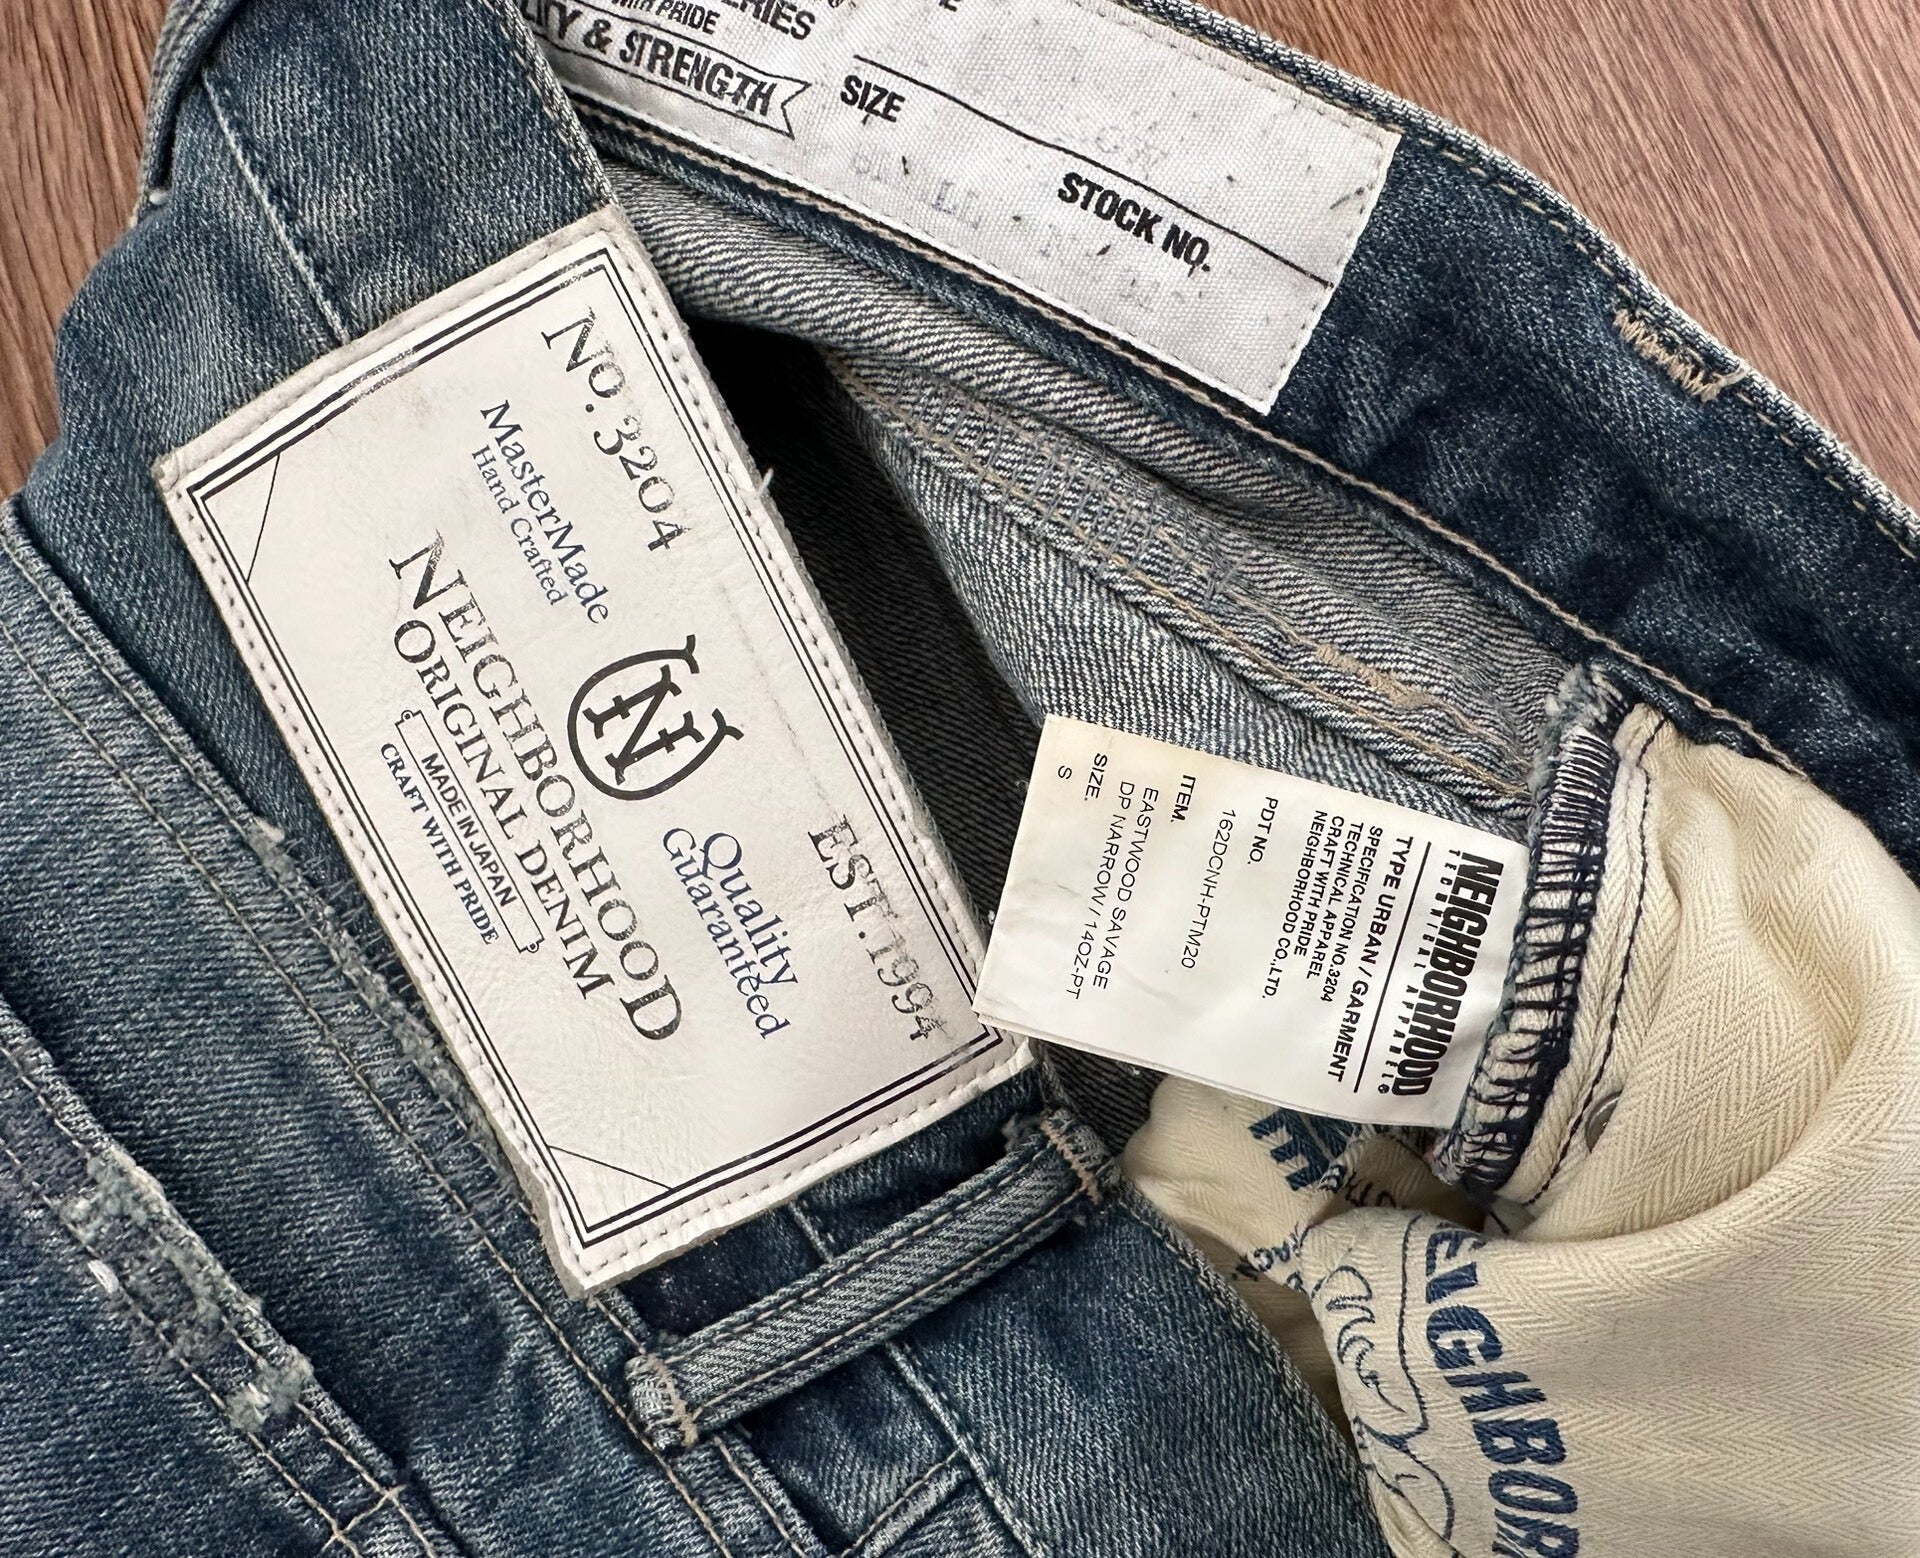 SERIES
WITH PRIDE
& STRENGTH
SIZE
STOCK NO.
No. 3204
EST. 1994
MasterMade
Hand Crafted
N
Quality
Guaranteed
NEIGHBORHOOD
ORIGINAL DENIM
MADE IN JAPAN
CRAFT WITH PRIDE
NEIGHBORHOOD
TECHNICAL APPAREL®
TYPE URBAN / GARMENT
SPECIFICATION NO.3204
TECHNICAL APPAREL
CRAFT WITH PRIDE
NEIGHBORHOOD CO.,LTD.
PDT NO.
162DCNH-PTM20
ITEM.
EASTWOOD SAVAGE
DP NARROW / 14OZ-PT
SIZE.
S